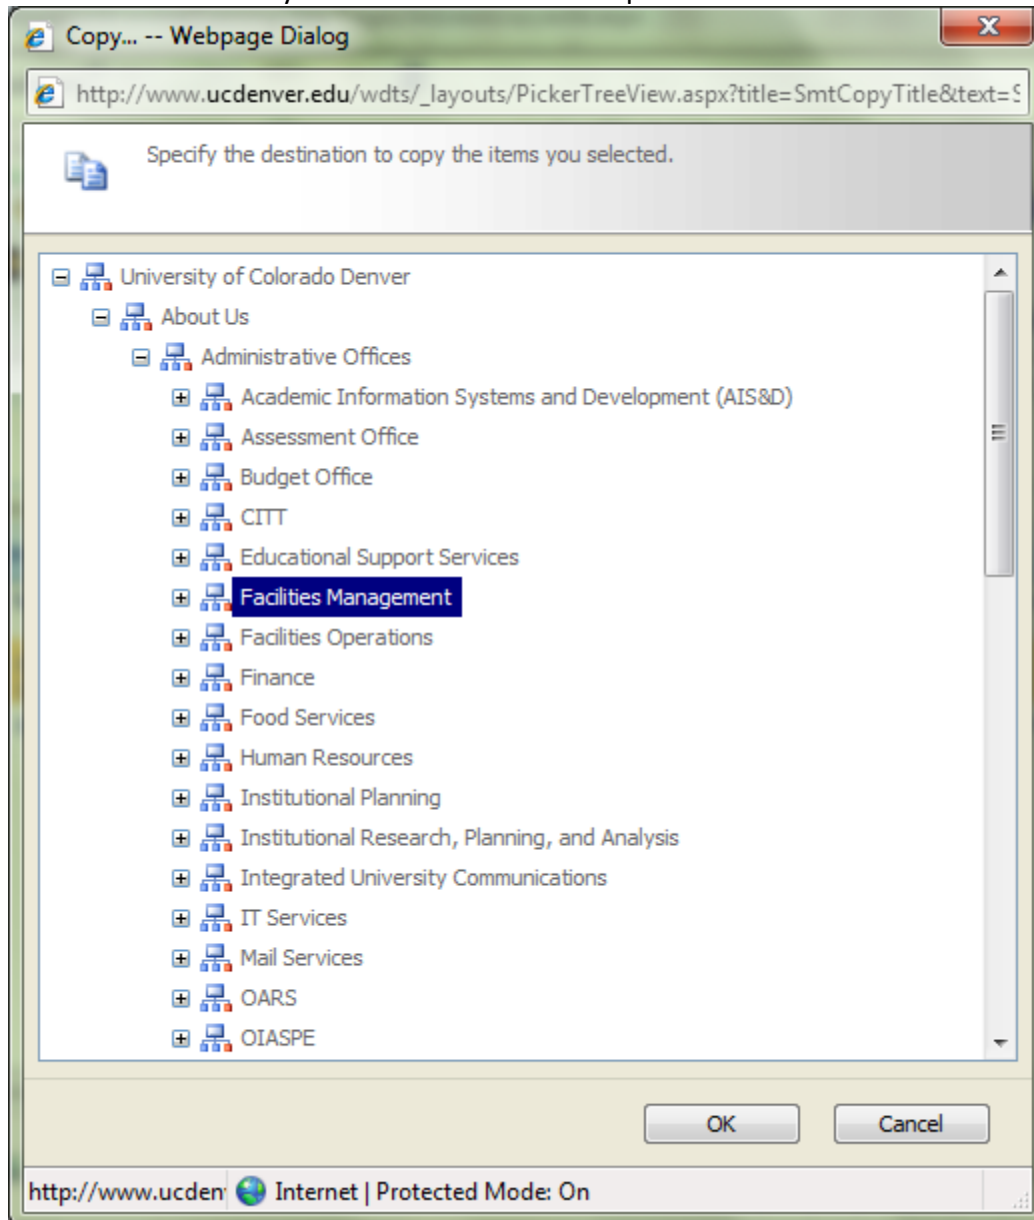 Copy... -- Webpage Dialog
http://www.ucdenver.edu/wdts/_layouts/PickerTreeView.aspx?title=SmtCopyTitle&text=S
Specify the destination to copy the items you selected.
University of Colorado Denver
About Us
Administrative Offices
Academic Information Systems and Development (AIS&D)
Assessment Office
Budget Office
CITT
Educational Support Services
Facilities Management
Facilities Operations
Finance
Food Services
Human Resources
Institutional Planning
Institutional Research, Planning, and Analysis
Integrated University Communications
IT Services
Mail Services
OARS
OIASPE
OK Cancel
http://www.ucden Internet | Protected Mode: On